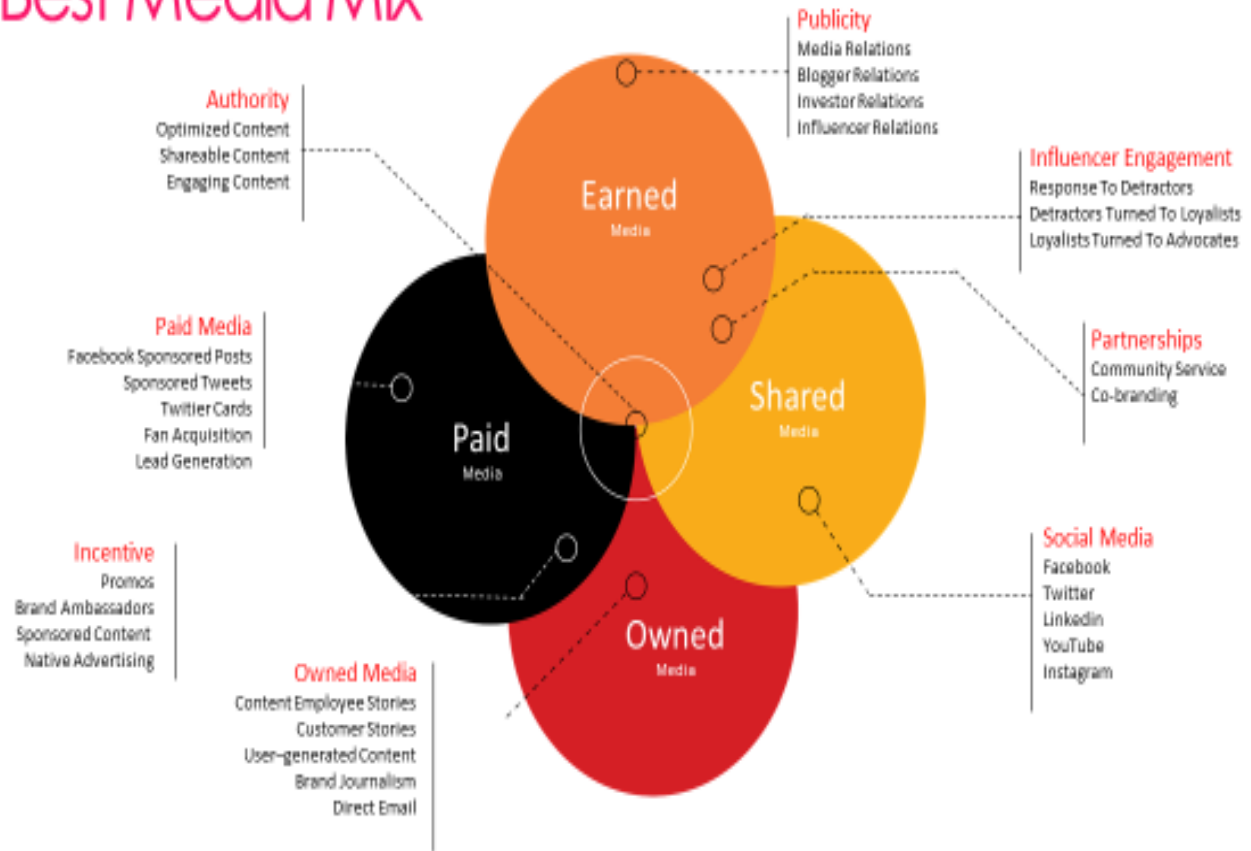 Best Media Mix
Publicity
Media Relations
Blogger Relations
Investor Relations
Influencer Relations
Authority
Optimized Content
Shareable Content
Engaging Content
Influencer Engagement
Response To Detractors
Detractors Turned To Loyalists
Loyalists Turned To Advocates
Earned
Media
Paid Media
Facebook Sponsored Posts
Sponsored Tweets
Twitier Cards
Fan Acquisition
Lead Generation
Partnerships
Community Service
Co-branding
Shared
Media
Paid
Media
Incentive
Promos
Brand Ambassadors
Sponsored Content
Native Advertising
Social Media
Facebook
Twitter
Linkedin
YouTube
Instagram
Owned
Media
Owned Media
Content Employee Stories
Customer Stories
User-generated Content
Brand Journalism
Direct Email